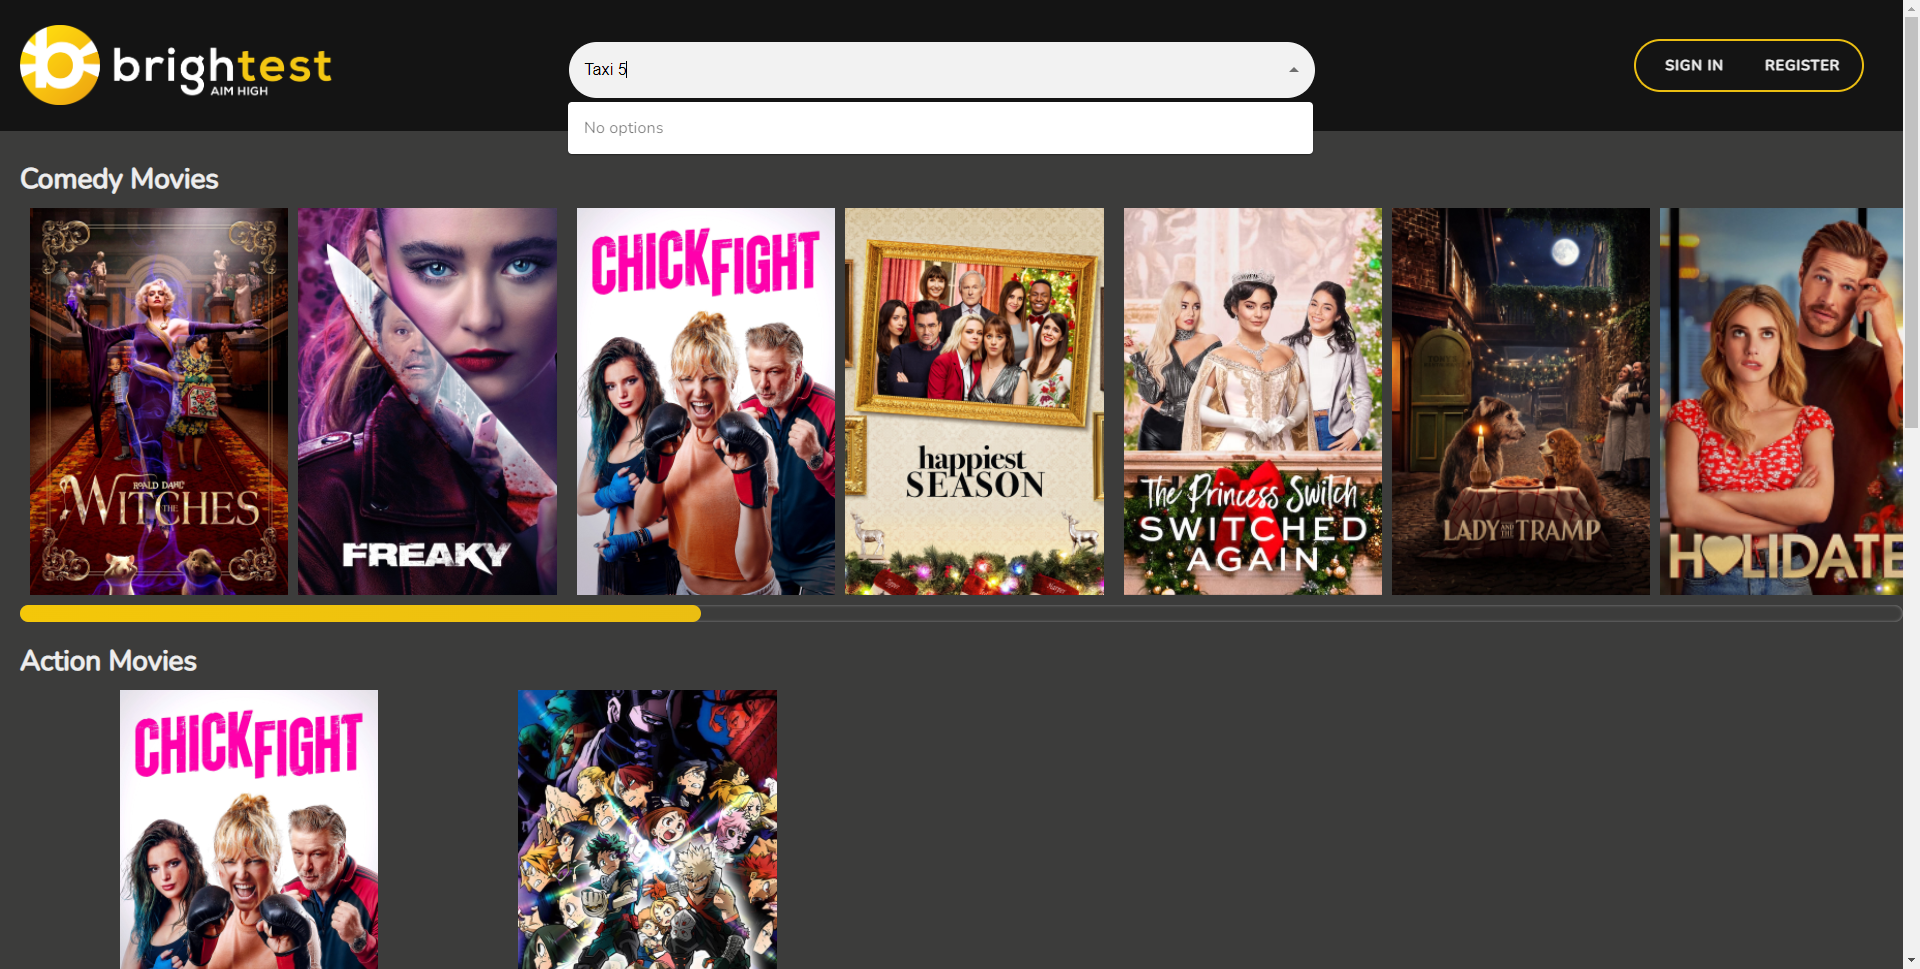 brightest
AIM HIGH
Taxi 5
SIGN IN
REGISTER
No options
Comedy Movies
ROALD DAHL'S
THE
WITCHES
FREAKY
CHICK FIGHT
happiest
SEASON
The Princess Switch
SWITCHED
AGAIN
LADY AND THE TRAMP
HOLIDATE
Action Movies
CHICK FIGHT